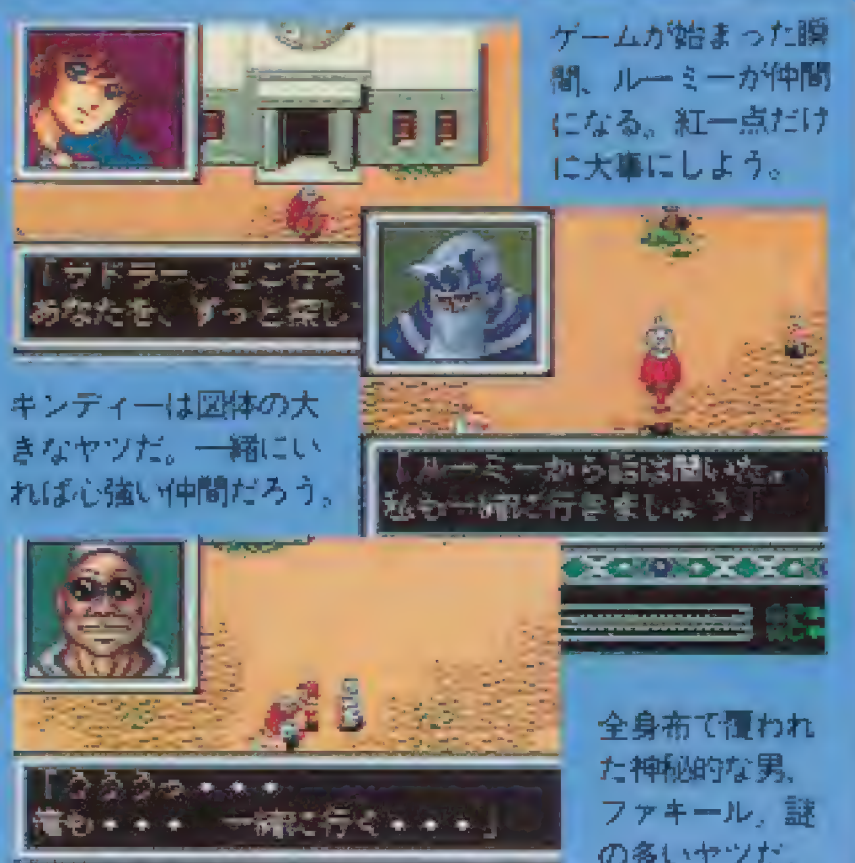 ゲームが始まった瞬
間、ルーミーが仲間
になる。紅一点だけ
に大事にしよう。
「サドラー、どこ行っ
あなたを、ずっと探し
キンディーは図体の大
きなヤツだ。一緒にい
れば心強い仲間だろう。
「ルーミーから話は聞いた。
私も一緒に行きましょう」
「うううっ・・・
俺も・・・ 一緒に行く・・・」
全身布で覆われ
た神秘的な男、
ファキール。謎
の多いヤツだ